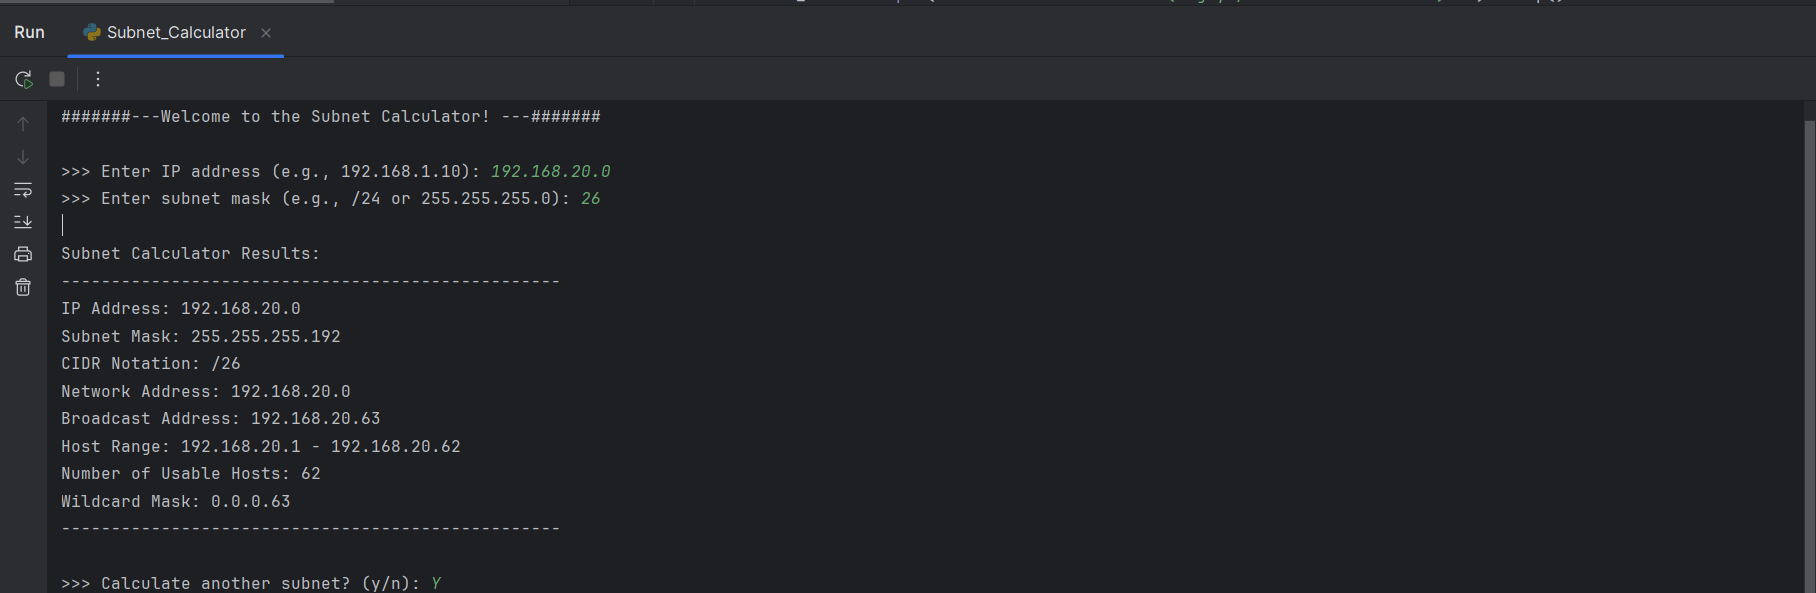 Run Subnet_Calculator
#######---Welcome to the Subnet Calculator! ---#######
>>> Enter IP address (e.g., 192.168.1.10): 192.168.20.0
>>> Enter subnet mask (e.g., /24 or 255.255.255.0): 26
Subnet Calculator Results:
--------------------------------------------------
IP Address: 192.168.20.0
Subnet Mask: 255.255.255.192
CIDR Notation: /26
Network Address: 192.168.20.0
Broadcast Address: 192.168.20.63
Host Range: 192.168.20.1 - 192.168.20.62
Number of Usable Hosts: 62
Wildcard Mask: 0.0.0.63
--------------------------------------------------
>>> Calculate another subnet? (y/n): Y